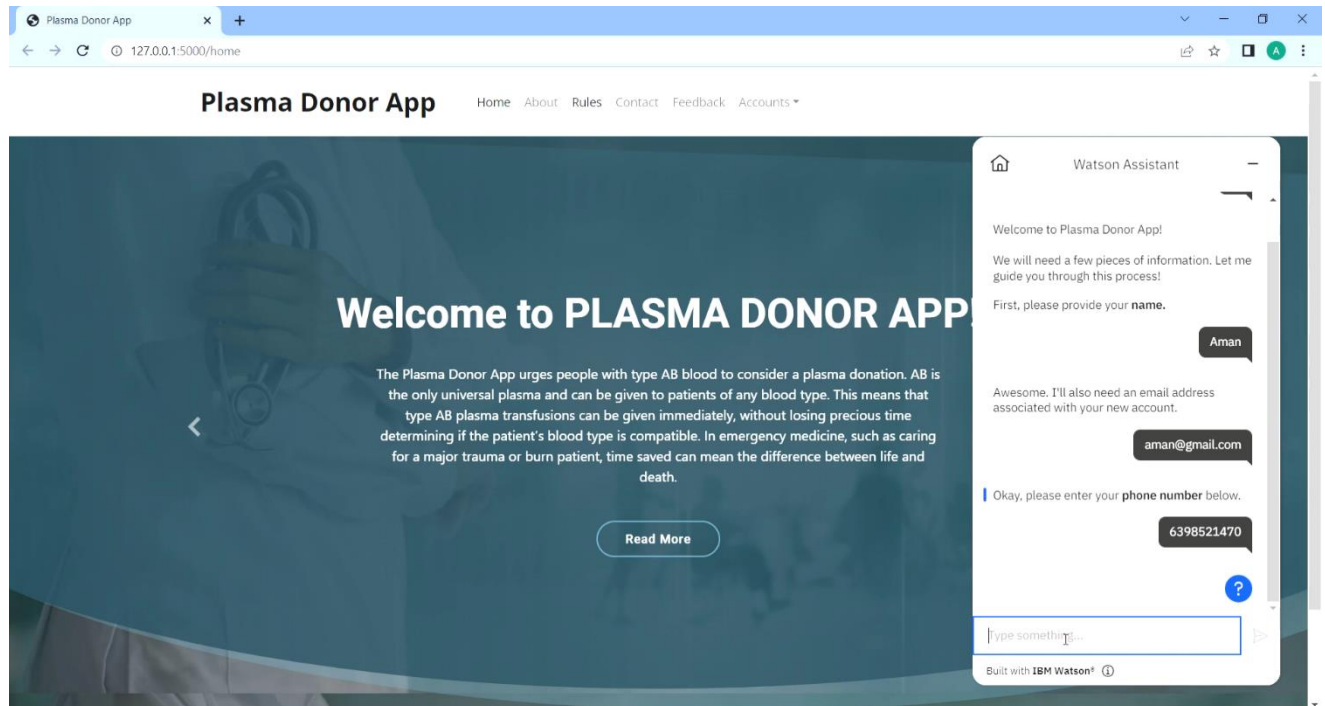 Plasma Donor App
127.0.0.1:5000/home
A
Plasma Donor App
Home About Rules Contact Feedback Accounts
Welcome to PLASMA DONOR APP!
The Plasma Donor App urges people with type AB blood to consider a plasma donation. AB is
the only universal plasma and can be given to patients of any blood type. This means that
type AB plasma transfusions can be given immediately, without losing precious time
determining if the patient's blood type is compatible. In emergency medicine, such as caring
for a major trauma or burn patient, time saved can mean the difference between life and
death.
Read More
Watson Assistant
Welcome to Plasma Donor App!
We will need a few pieces of information. Let me
guide you through this process!
First, please provide your name.
Aman
Awesome. I'll also need an email address
associated with your new account.
aman@gmail.com
Okay, please enter your phone number below.
6398521470
?
Type something...
Built with IBM Watson®